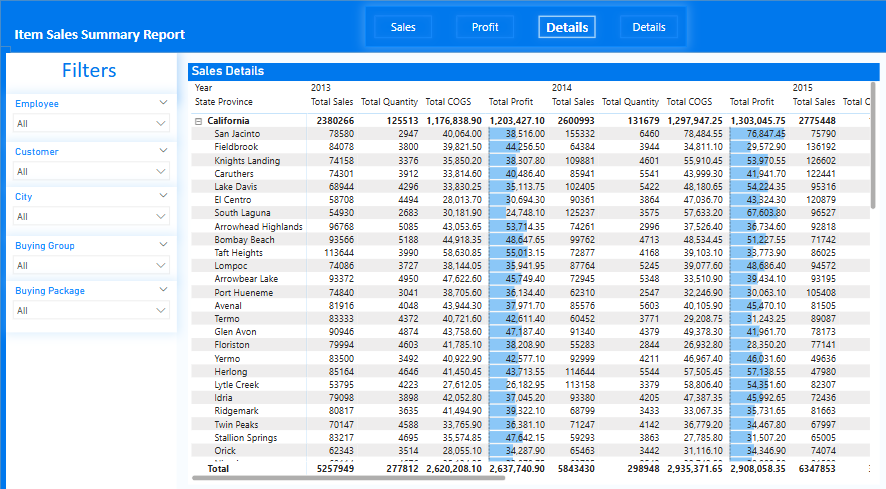 Sales Profit Details Details
Item Sales Summary Report
Filters
Employee
All
Customer
All
City
All
Buying Group
All
Buying Package
All
Sales Details
Year 2013 2014 2015
State Province Total Sales Total Quantity Total COGS Total Profit Total Sales Total Quantity Total COGS Total Profit Total Sales Total C
California 2380266 125513 1,176,838.90 1,203,427.10 2600993 131679 1,297,947.25 1,303,045.75 2775448
San Jacinto 78580 2947 40,064.00 38,516.00 155332 6460 78,484.55 76,847.45 75790
Fieldbrook 84078 3800 39,821.50 44,256.50 64384 3944 34,811.10 29,572.90 136192
Knights Landing 74158 3376 35,850.20 38,307.80 109881 4601 55,910.45 53,970.55 126602
Caruthers 74301 3912 33,814.60 40,486.40 85941 5541 43,999.30 41,941.70 122441
Lake Davis 68944 4296 33,830.25 35,113.75 102405 5422 48,180.65 54,224.35 95316
El Centro 58708 4494 28,013.70 30,694.30 90361 3864 47,036.70 43,324.30 120879
South Laguna 54930 2683 30,181.90 24,748.10 125237 3575 57,633.20 67,603.80 96527
Arrowhead Highlands 96768 5085 43,053.65 53,714.35 74261 2996 37,526.40 36,734.60 92818
Bombay Beach 93566 5188 44,918.35 48,647.65 99762 4713 48,534.45 51,227.55 71742
Taft Heights 113644 3990 58,630.85 55,013.15 72877 4168 39,103.10 33,773.90 86025
Lompoc 74086 3727 38,144.05 35,941.95 87764 5245 39,077.60 48,686.40 94572
Arrowbear Lake 93372 4950 47,622.60 45,749.40 72945 5348 33,510.90 39,434.10 93195
Port Hueneme 74840 3041 38,705.60 36,134.40 62310 2547 32,246.90 30,063.10 105408
Avenal 81916 4048 43,944.30 37,971.70 85576 5603 40,105.90 45,470.10 81505
Termo 83333 4372 40,721.60 42,611.40 60452 3771 29,208.75 31,243.25 89087
Glen Avon 90946 4874 43,758.60 47,187.40 91340 4379 49,378.30 41,961.70 78173
Floriston 79994 4603 41,785.10 38,208.90 55283 2844 26,932.80 28,350.20 77141
Yermo 83500 3492 40,922.90 42,577.10 92999 4211 46,967.40 46,031.60 49636
Herlong 85164 4646 41,450.45 43,713.55 114644 5544 57,505.45 57,138.55 47980
Lytle Creek 53795 4223 27,612.05 26,182.95 113158 3379 58,806.40 54,351.60 82307
Idria 79098 3898 42,052.80 37,045.20 93380 4205 47,387.35 45,992.65 72436
Ridgemark 80817 3635 41,494.90 39,322.10 68799 3433 33,067.35 35,731.65 81663
Twin Peaks 70147 4588 33,765.90 36,381.10 71247 4142 36,779.20 34,467.80 67997
Stallion Springs 83217 4695 35,574.85 47,642.15 59293 3863 27,785.80 31,507.20 65005
Orick 62343 3514 28,055.10 34,287.90 65463 3442 31,116.10 34,346.90 74074
Total 5257949 277812 2,620,208.10 2,637,740.90 5843430 298948 2,935,371.65 2,908,058.35 6347853